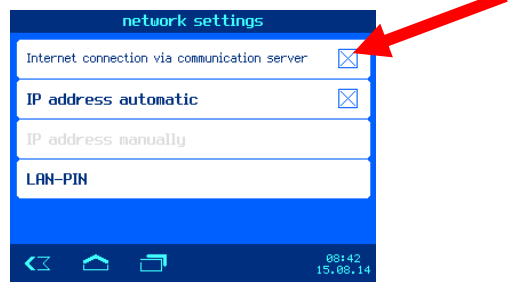 network settings
Internet connection via communication server
IP address automatic
IP address manually
LAN-PIN
08:42
15.08.14